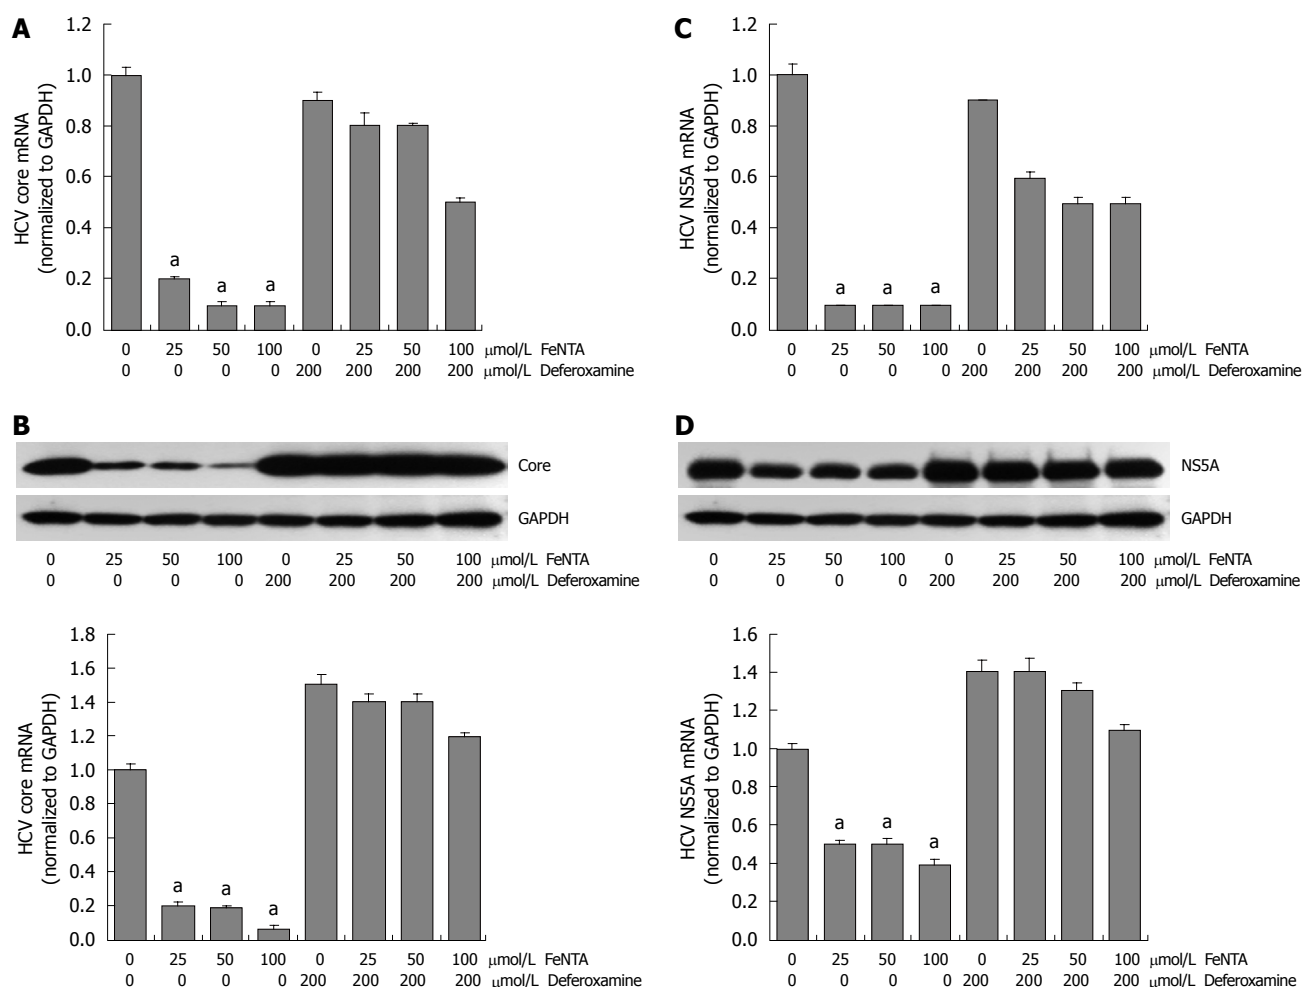 A
HCV core mRNA
(normalized to GAPDH)
1.2
1.0
0.8
0.6
0.4
0.2
0.0
a a a
0 25 50 100 0 25 50 100 μmol/L FeNTA
0 0 0 0 200 200 200 200 μmol/L Deferoxamine
C
HCV NS5A mRNA
(normalized to GAPDH)
1.2
1.0
0.8
0.6
0.4
0.2
0.0
a a a
0 25 50 100 0 25 50 100 μmol/L FeNTA
0 0 0 0 200 200 200 200 μmol/L Deferoxamine
B
Core
GAPDH
0 25 50 100 0 25 50 100 μmol/L FeNTA
0 0 0 0 200 200 200 200 μmol/L Deferoxamine
HCV core mRNA
(normalized to GAPDH)
1.8
1.6
1.4
1.2
1.0
0.8
0.6
0.4
0.2
0.0
a a a
0 25 50 100 0 25 50 100 μmol/L FeNTA
0 0 0 0 200 200 200 200 μmol/L Deferoxamine
D
NS5A
GAPDH
0 25 50 100 0 25 50 100 μmol/L FeNTA
0 0 0 0 200 200 200 200 μmol/L Deferoxamine
HCV NS5A mRNA
(normalized to GAPDH)
1.6
1.4
1.2
1.0
0.8
0.6
0.4
0.2
0.0
a a a
0 25 50 100 0 25 50 100 μmol/L FeNTA
0 0 0 0 200 200 200 200 μmol/L Deferoxamine